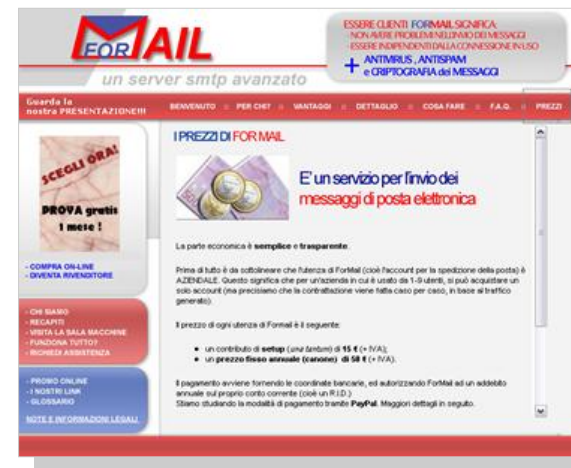 FOR MAIL
un server smtp avanzato
ESSERE CLIENTI FORMAIL SIGNIFICA:
- NON AVERE PROBLEMI NELL'INVIO DEI MESSAGGI
- ESSERE INDIPENDENTI DALLA CONNESSIONE IN USO
+ ANTIVIRUS, ANTISPAM
e CRIPTOGRAFIA dei MESSAGGI
Guarda la
nostra PRESENTAZIONE!!!
BENVENUTO :: PER CHI? :: VANTAGGI :: DETTAGLIO :: COSA FARE :: F.A.Q. :: PREZZI
SCEGLI ORA!
PROVA gratis
1 mese !
- COMPRA ON-LINE
- DIVENTA RIVENDITORE
- CHI SIAMO
- RECAPITI
- VISITA LA SALA MACCHINE
- FUNZIONA TUTTO?
- RICHIEDI ASSISTENZA
- PROMO ONLINE
- I NOSTRI LINK
- GLOSSARIO
NOTE E INFORMAZIONI LEGALI
I PREZZI DI FOR MAIL
E' un servizio per l'invio dei
messaggi di posta elettronica
La parte economica è semplice e trasparente.
Prima di tutto è da sottolineare che l'utenza di ForMail (cioè l'account per la spedizione della posta) è
AZIENDALE. Questo significa che per un'azienda in cui è usato da 1-9 utenti, si può acquistare un
solo account (ma precisiamo che la contrattazione viene fatta caso per caso, in base al traffico
generato).
Il prezzo di ogni utenza di Formail è il seguente:
• un contributo di setup (una tantum) di 15 € (+ IVA);
• un prezzo fisso annuale (canone) di 58 € (+ IVA).
Il pagamento avviene fornendo le coordinate bancarie, ed autorizzando ForMail ad un addebito
annuale sul proprio conto corrente (cioè un R.I.D.)
Stiamo studiando la modalità di pagamento tramite PayPal. Maggiori dettagli in seguito.